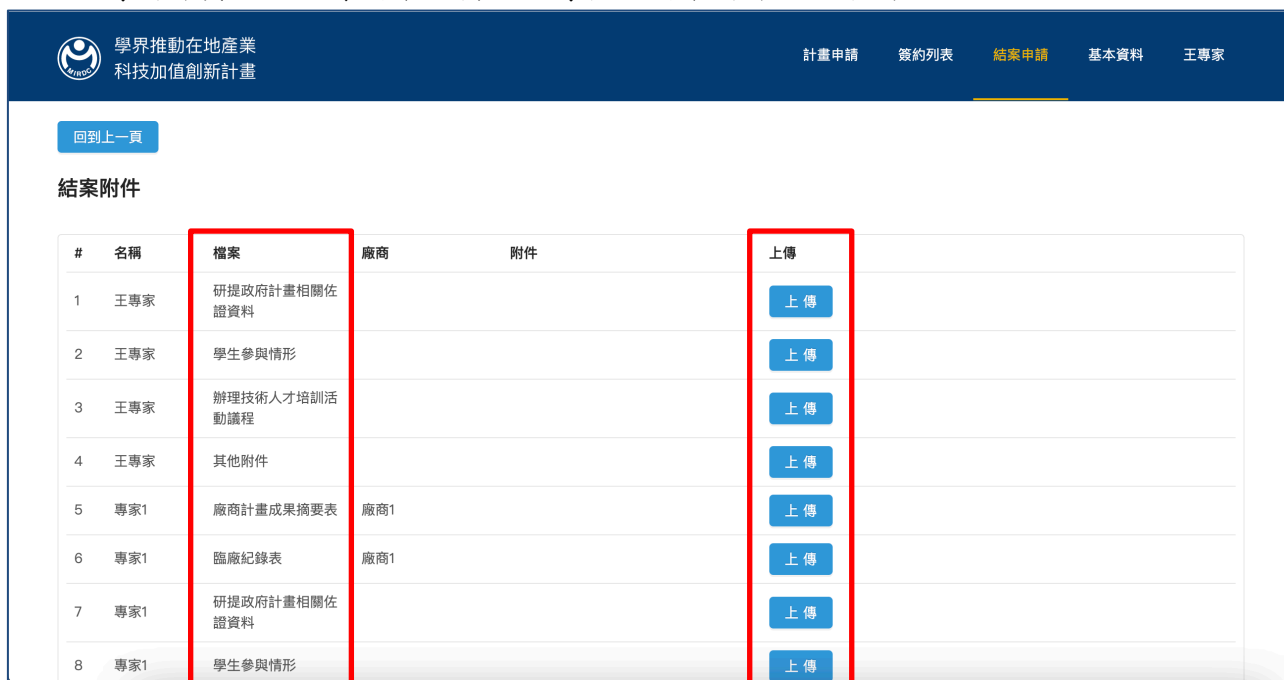 學界推動在地產業
科技加值創新計畫
MIRDC
計畫申請 簽約列表 結案申請 基本資料 王專家
回到上一頁
結案附件
# 名稱 檔案 廠商 附件 上傳
1 王專家 研提政府計畫相關佐
證資料 上傳
2 王專家 學生參與情形 上傳
3 王專家 辦理技術人才培訓活
動議程 上傳
4 王專家 其他附件 上傳
5 專家1 廠商計畫成果摘要表 廠商1 上傳
6 專家1 臨廠紀錄表 廠商1 上傳
7 專家1 研提政府計畫相關佐
證資料 上傳
8 專家1 學生參與情形 上傳